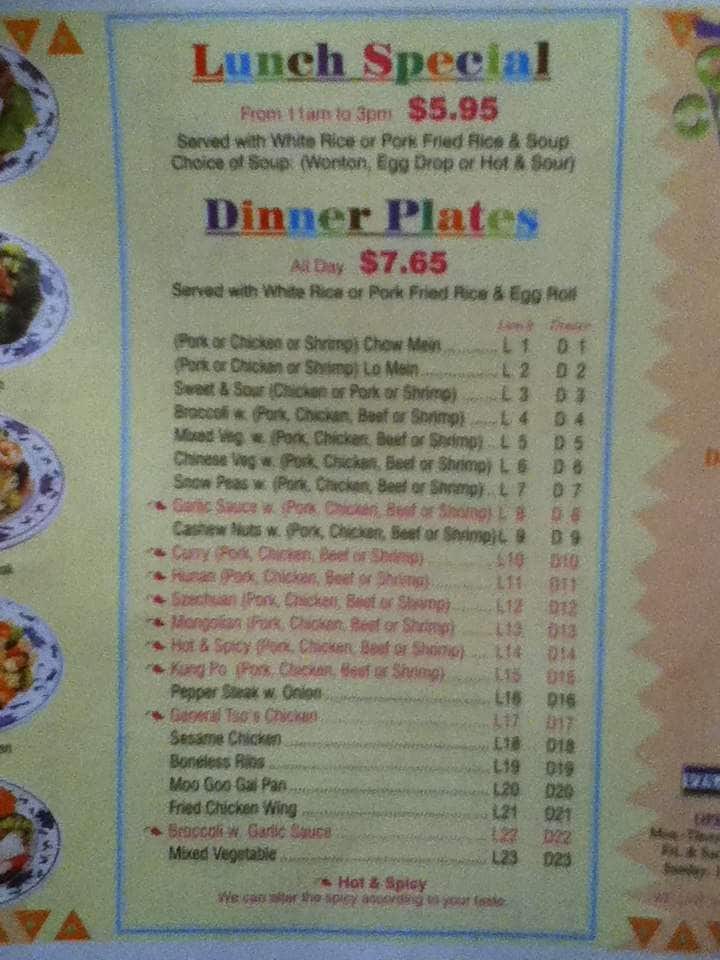 Lunch Special
From 11am to 3pm $5.95
Served with White Rice or Pork Fried Rice & Soup
Choice of Soup: (Wonton, Egg Drop or Hot & Sour)
Dinner Plates
All Day $7.65
Served with White Rice or Pork Fried Rice & Egg Roll
Lunch Dinner
(Pork or Chicken or Shrimp) Chow Mein............ L 1 D 1
(Pork or Chicken or Shrimp) Lo Mein................ L 2 D 2
Sweet & Sour (Chicken or Pork or Shrimp) ........ L 3 D 3
Broccoli w. (Pork, Chicken, Beef or Shrimp) ...... L 4 D 4
Mixed Veg. w. (Pork, Chicken, Beef or Shrimp) .. L 5 D 5
Chinese Veg w. (Pork, Chicken, Beef or Shrimp) L 6 D 6
Snow Peas w. (Pork, Chicken, Beef or Shrimp) .. L 7 D 7
Garlic Sauce w. (Pork, Chicken, Beef or Shrimp) L 8 D 8
Cashew Nuts w. (Pork, Chicken, Beef or Shrimp) L 9 D 9
Curry (Pork, Chicken, Beef or Shrimp) .............. L10 D10
Hunan (Pork, Chicken, Beef or Shrimp).............. L11 D11
Szechuan (Pork, Chicken, Beef or Shrimp)......... L12 D12
Mongolian (Pork, Chicken, Beef or Shrimp) ........ L13 D13
Hot & Spicy (Pork, Chicken, Beef or Shrimp) ...... L14 D14
Kung Po (Pork, Chicken, Beef or Shrimp) .......... L15 D15
Pepper Steak w. Onion .................................. L16 D16
General Tso's Chicken .................................. L17 D17
Sesame Chicken .......................................... L18 D18
Boneless Ribs ............................................. L19 D19
Moo Goo Gai Pan ........................................ L20 D20
Fried Chicken Wing ...................................... L21 D21
Broccoli w. Garlic Sauce ............................... L22 D22
Mixed Vegetable .......................................... L23 D23
Hot & Spicy
We can alter the spicy according to your taste.